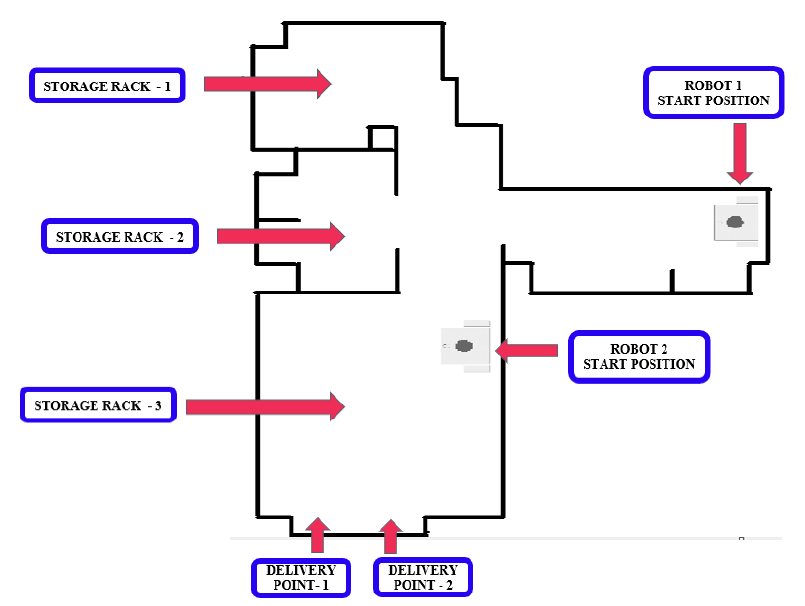 STORAGE RACK - 1
ROBOT 1
START POSITION
STORAGE RACK - 2
ROBOT 2
START POSITION
STORAGE RACK - 3
DELIVERY
POINT- 1
DELIVERY
POINT - 2